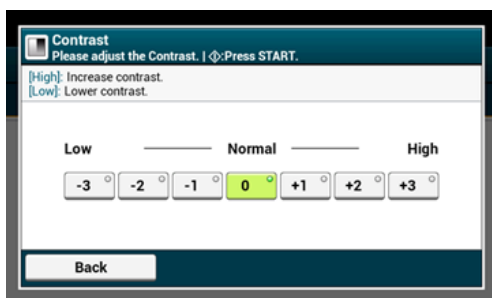 Contrast
Please adjust the Contrast. | :Press START.
[High]: Increase contrast.
[Low]: Lower contrast.
Low Normal High
-3 -2 -1 0 +1 +2 +3
Back